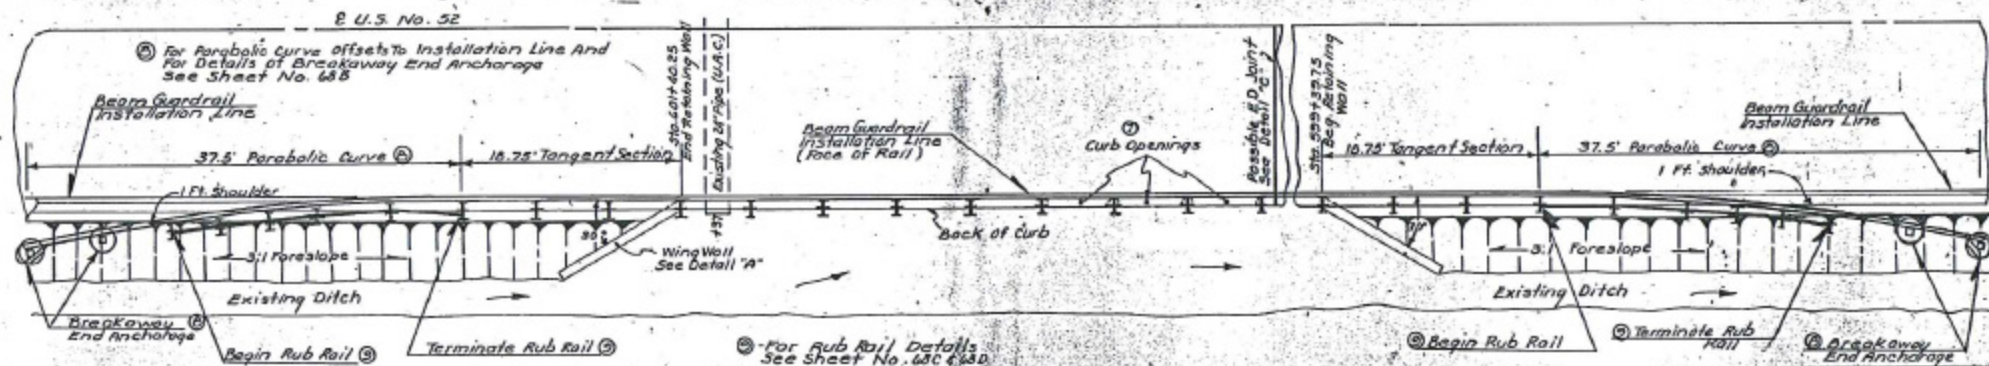 ℄ U.S. No. 52
⑧ For Parabolic Curve Offsets To Installation Line And
For Details of Breakaway End Anchorage
See Sheet No. 68B
Beam Guardrail
Installation Line
37.5' Parabolic Curve ⑧
18.75' Tangent Section
1 Ft. Shoulder
Sta. 601+40.25
End Retaining Wall
Existing 24" Pipe (U.A.C.)
Beam Guardrail
Installation Line
(Face of Rail)
⑦
Curb Openings
Possible E.D. Joint
See Detail "C"
Sta. 599+39.75
Beg. Retaining
Wall
18.75' Tangent Section
37.5' Parabolic Curve ⑧
Beam Guardrail
Installation Line
1 Ft. Shoulder
3:1 Foreslope
Wing Wall
See Detail "A"
Back of Curb
3:1 Foreslope
Existing Ditch
Existing Ditch
Breakaway ⑧
End Anchorage
Begin Rub Rail ⑨
Terminate Rub Rail ⑨
⑨ - For Rub Rail Details
See Sheet No. 68C & 68D
⑨ Begin Rub Rail
⑨ Terminate Rub
Rail
⑧ Breakaway
End Anchorage